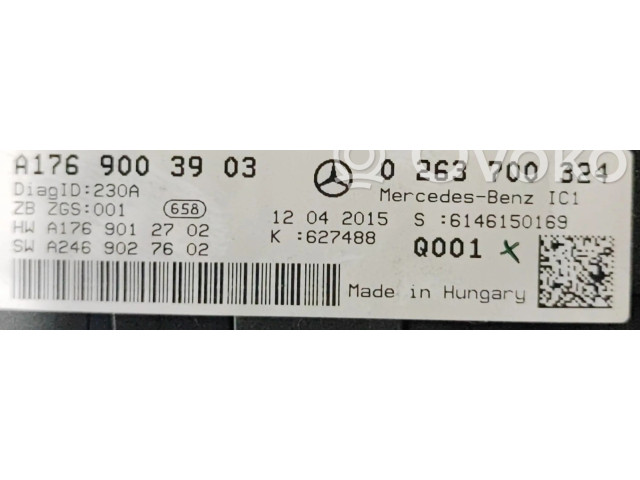 A176 900 39 03
0 263 700 324
DiagID:230A
Mercedes-Benz IC1
ZB ZGS:001 658
12 04 2015 S :6146150169
HW A176 901 27 02
K :627488
Q001 X
SW A246 902 76 02
Made in Hungary
Ovoko